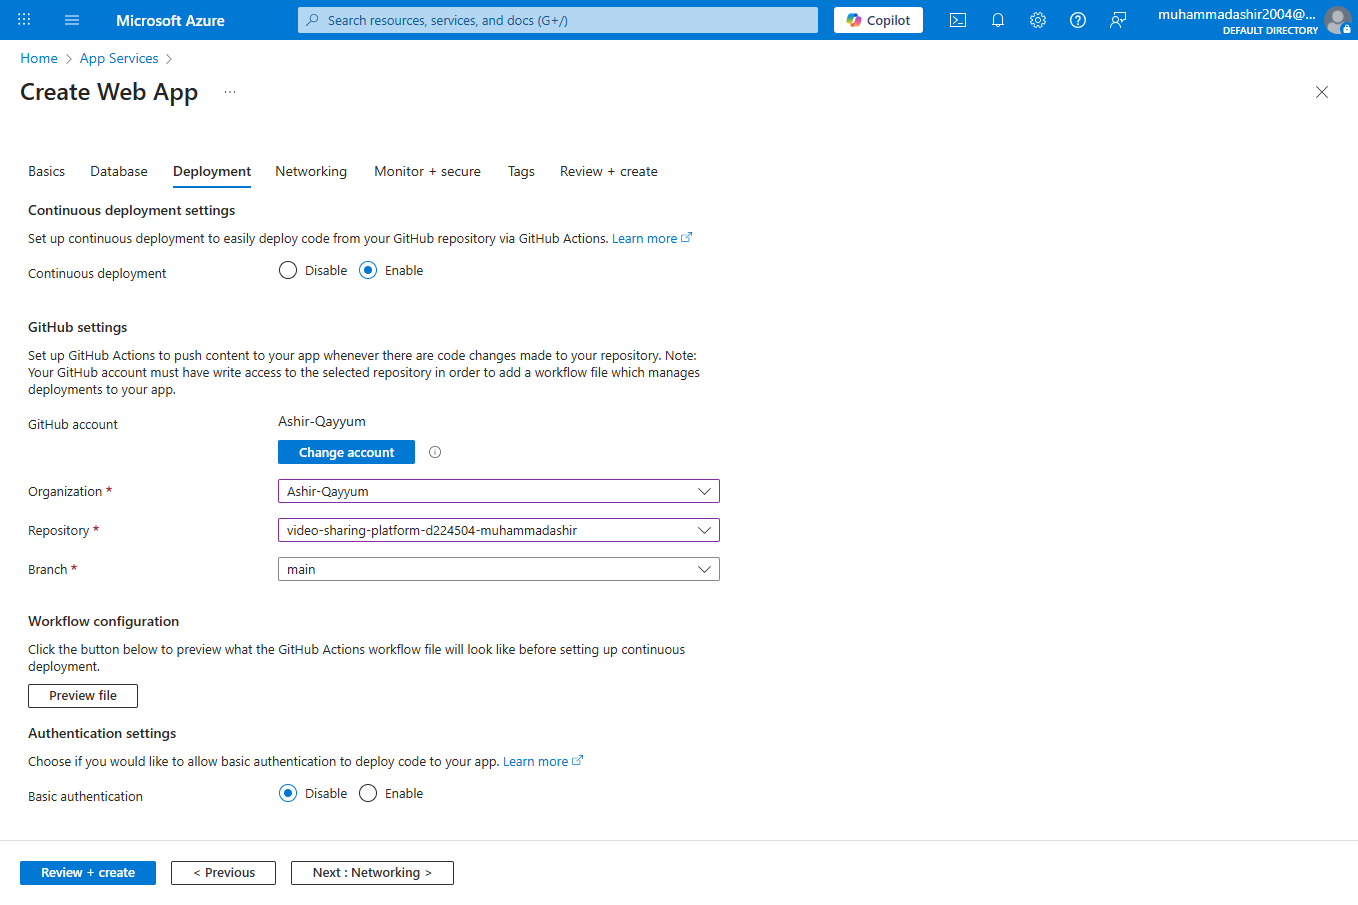 Microsoft Azure
Search resources, services, and docs (G+/)
Copilot
muhammadashir2004@...
DEFAULT DIRECTORY
Home > App Services >
Create Web App ...
Basics Database Deployment Networking Monitor + secure Tags Review + create
Continuous deployment settings
Set up continuous deployment to easily deploy code from your GitHub repository via GitHub Actions. Learn more
Continuous deployment Disable Enable
GitHub settings
Set up GitHub Actions to push content to your app whenever there are code changes made to your repository. Note:
Your GitHub account must have write access to the selected repository in order to add a workflow file which manages
deployments to your app.
GitHub account Ashir-Qayyum
Change account
Organization * Ashir-Qayyum
Repository * video-sharing-platform-d224504-muhammadashir
Branch * main
Workflow configuration
Click the button below to preview what the GitHub Actions workflow file will look like before setting up continuous
deployment.
Preview file
Authentication settings
Choose if you would like to allow basic authentication to deploy code to your app. Learn more
Basic authentication Disable Enable
Review + create < Previous Next : Networking >